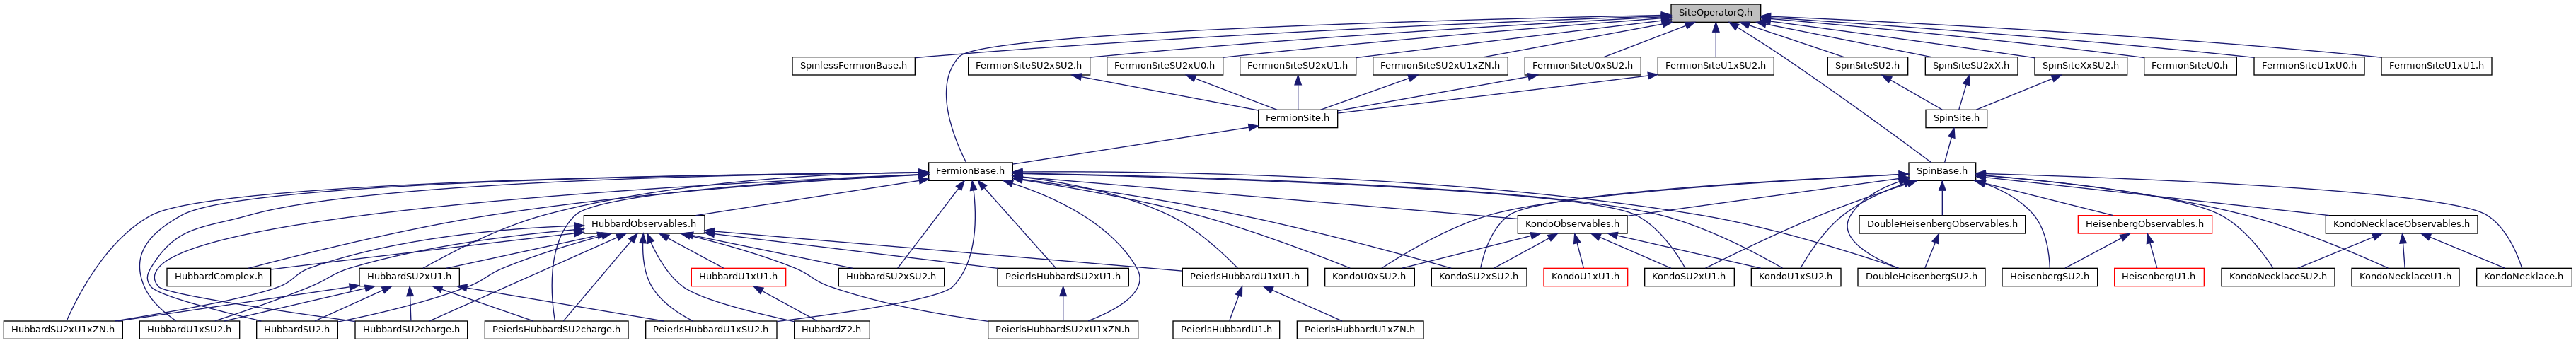 SiteOperatorQ.h
SpinlessFermionBase.h
FermionSiteSU2xSU2.h
FermionSiteSU2xU0.h
FermionSiteSU2xU1.h
FermionSiteSU2xU1xZN.h
FermionSiteU0xSU2.h
FermionSiteU1xSU2.h
SpinSiteSU2.h
SpinSiteSU2xX.h
SpinSiteXxSU2.h
FermionSiteU0.h
FermionSiteU1xU0.h
FermionSiteU1xU1.h
FermionSite.h
SpinSite.h
FermionBase.h
SpinBase.h
HubbardObservables.h
KondoObservables.h
DoubleHeisenbergObservables.h
HeisenbergObservables.h
KondoNecklaceObservables.h
HubbardComplex.h
HubbardSU2xU1.h
HubbardU1xU1.h
HubbardSU2xSU2.h
PeierlsHubbardSU2xU1.h
PeierlsHubbardU1xU1.h
KondoU0xSU2.h
KondoSU2xSU2.h
KondoU1xU1.h
KondoSU2xU1.h
KondoU1xSU2.h
DoubleHeisenbergSU2.h
HeisenbergSU2.h
HeisenbergU1.h
KondoNecklaceSU2.h
KondoNecklaceU1.h
KondoNecklace.h
HubbardSU2xU1xZN.h
HubbardU1xSU2.h
HubbardSU2.h
HubbardSU2charge.h
PeierlsHubbardSU2charge.h
PeierlsHubbardU1xSU2.h
HubbardZ2.h
PeierlsHubbardSU2xU1xZN.h
PeierlsHubbardU1.h
PeierlsHubbardU1xZN.h